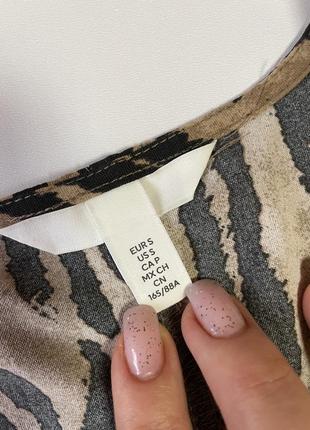 EUR S
US S
CA P
MX CH
CN
165/88A